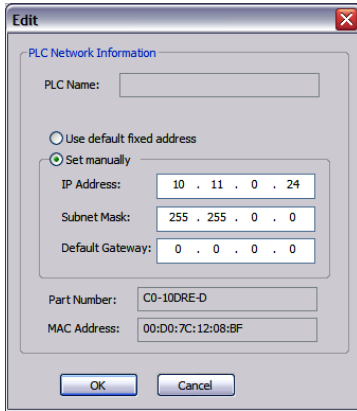 Edit
PLC Network Information
PLC Name:
Use default fixed address
Set manually
IP Address: 10 . 11 . 0 . 24
Subnet Mask: 255 . 255 . 0 . 0
Default Gateway: 0 . 0 . 0 . 0
Part Number: C0-10DRE-D
MAC Address: 00:D0:7C:12:08:BF
OK Cancel